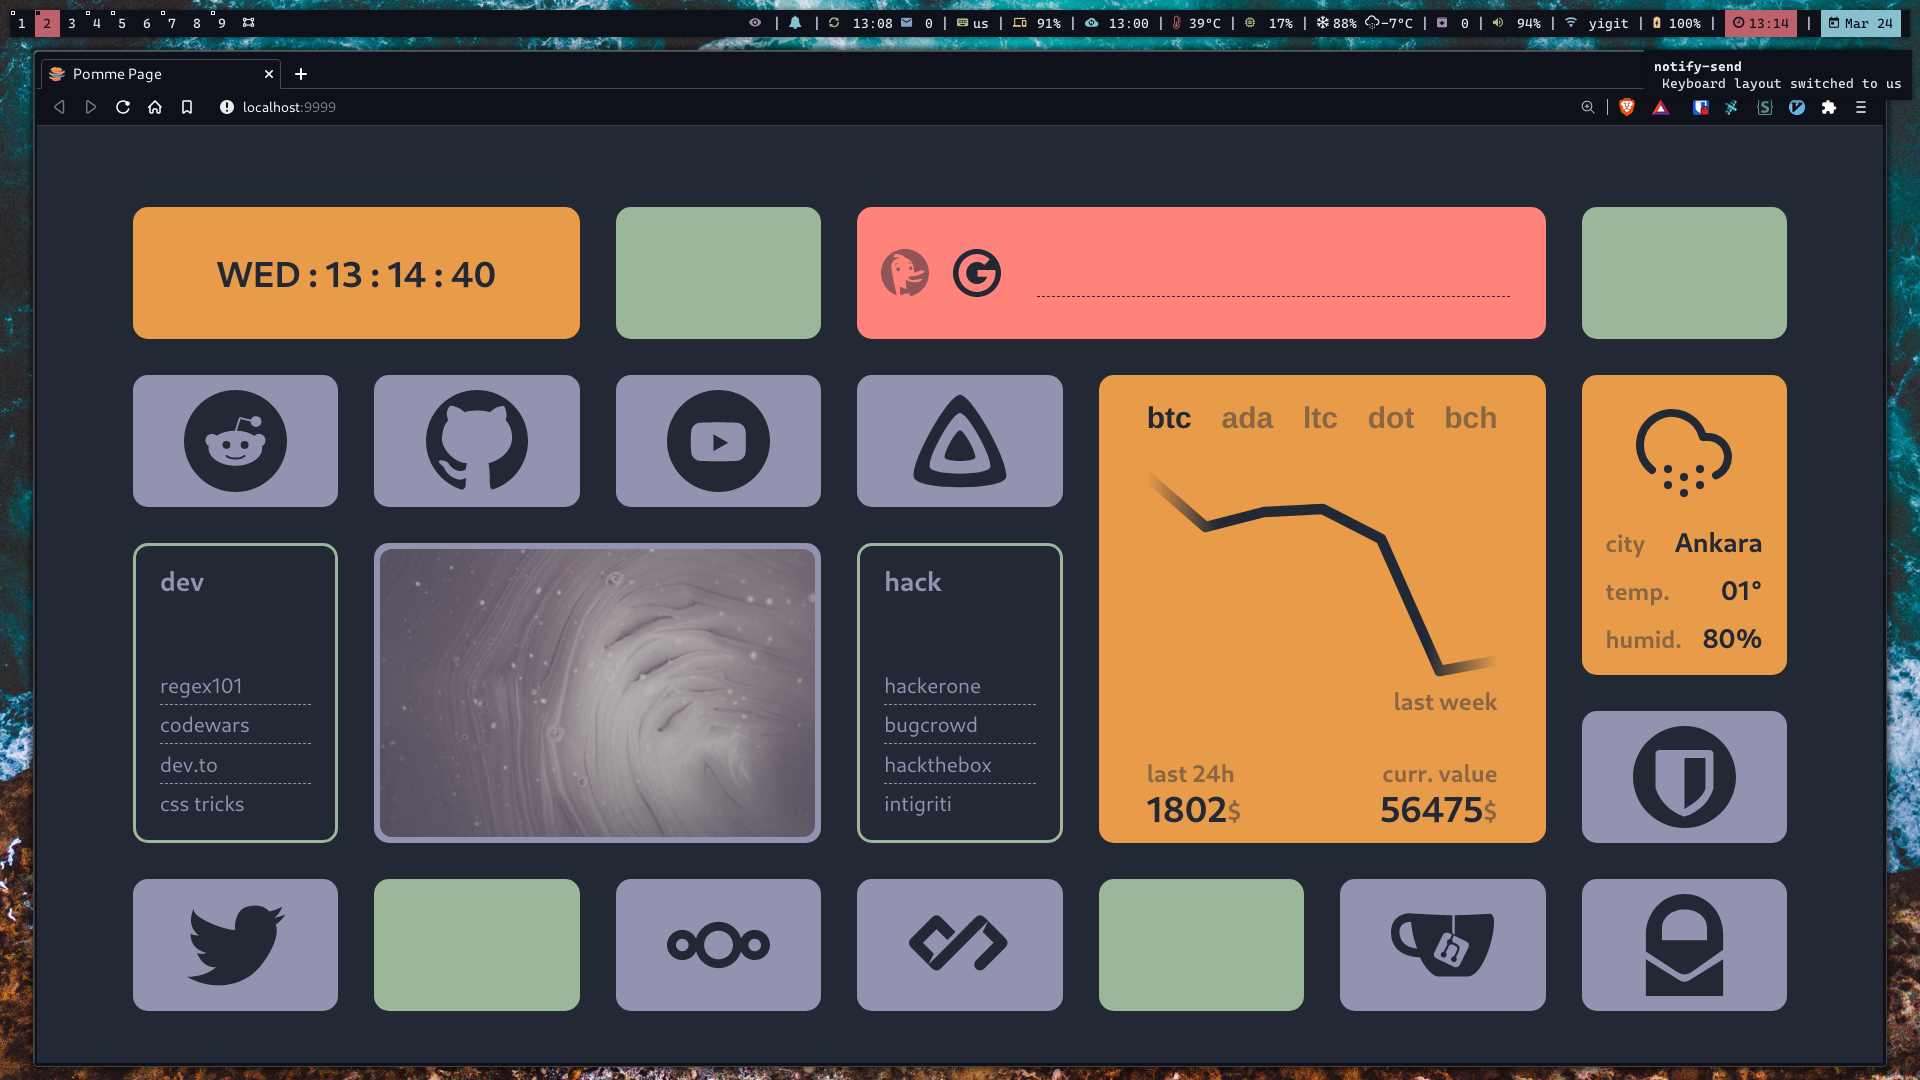 1 2 3 4 5 6 7 8 9 | 13:08 0 | us | 91% | 13:00 | 39°C | 17% | 88% -7°C | 0 | 94% | yigit | 100% | 13:14 | Mar 24
Pomme Page
notify-send
Keyboard layout switched to us
localhost:9999
WED : 13 : 14 : 40
btc ada ltc dot bch
city Ankara
temp. 01°
humid. 80%
dev
regex101
codewars
dev.to
css tricks
hack
hackerone
bugcrowd
hackthebox
intigriti
last week
last 24h
1802$
curr. value
56475$